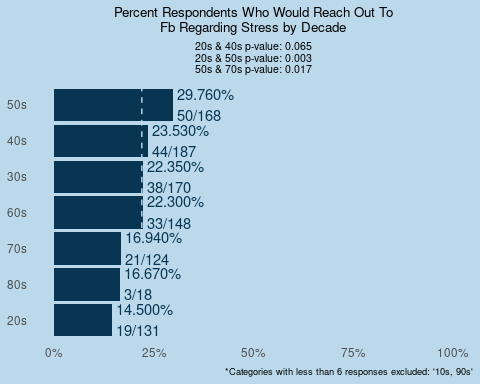 Percent Respondents Who Would Reach Out To
Fb Regarding Stress by Decade
20s & 40s p-value: 0.065
20s & 50s p-value: 0.003
50s & 70s p-value: 0.017
50s
29.760%
50/168
40s
23.530%
44/187
30s
22.350%
38/170
60s
22.300%
33/148
70s
16.940%
21/124
80s
16.670%
3/18
20s
14.500%
19/131
0% 25% 50% 75% 100%
*Categories with less than 6 responses excluded: '10s, 90s'